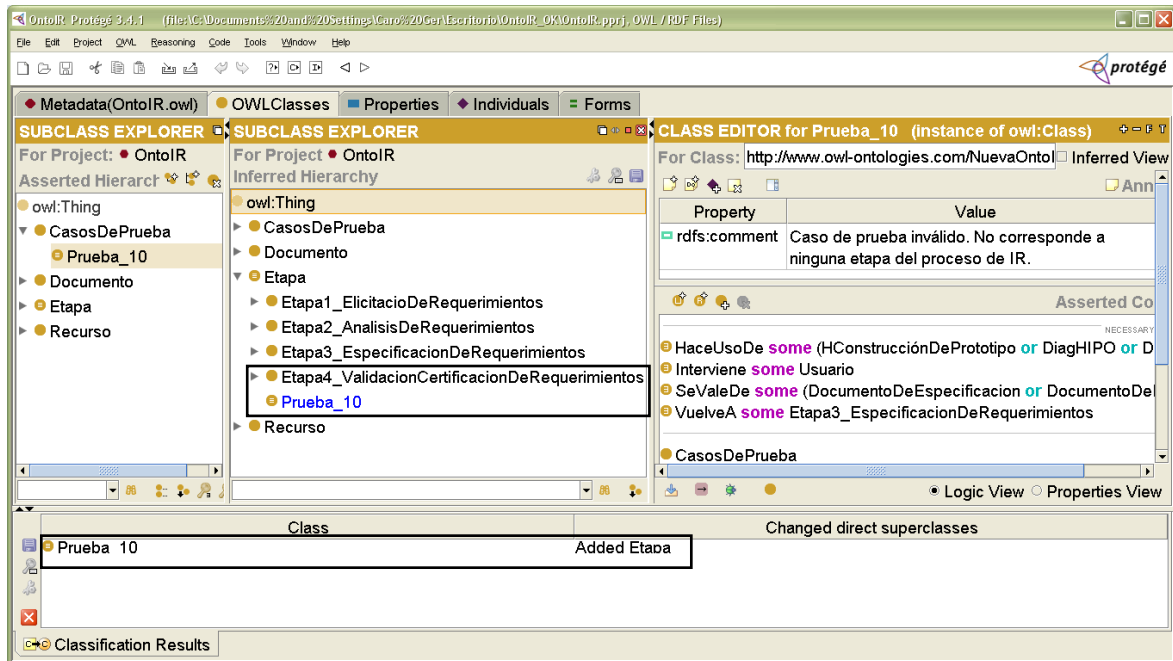 OntoIR Protégé 3.4.1 (file:\C:\Documents%20and%20Settings\Caro%20Ger\Escritorio\OntoIR_OK\OntoIR.pprj, OWL / RDF Files)
File Edit Project OWL Reasoning Code Tools Window Help
protégé
Metadata(OntoIR.owl) OWLClasses Properties Individuals Forms
SUBCLASS EXPLORER
For Project: OntoIR
Asserted Hierarch
owl:Thing
CasosDePrueba
Prueba_10
Documento
Etapa
Recurso
SUBCLASS EXPLORER
For Project OntoIR
Inferred Hierarchy
owl:Thing
CasosDePrueba
Documento
Etapa
Etapa1_ElicitacioDeRequerimientos
Etapa2_AnalisisDeRequerimientos
Etapa3_EspecificacionDeRequerimientos
Etapa4_ValidacionCertificacionDeRequerimientos
Prueba_10
Recurso
CLASS EDITOR for Prueba_10 (instance of owl:Class)
For Class: http://www.owl-ontologies.com/NuevaOntol Inferred View
Ann
Property Value
rdfs:comment Caso de prueba inválido. No corresponde a
ninguna etapa del proceso de IR.
Asserted Co
NECESSARY
HaceUsoDe some (HConstrucciónDePrototipo or DiagHIPO or D
Interviene some Usuario
SeValeDe some (DocumentoDeEspecificacion or DocumentoDel
VuelveA some Etapa3_EspecificacionDeRequerimientos
CasosDePrueba
Logic View Properties View
Class Changed direct superclasses
Prueba_10 Added Etapa
Classification Results